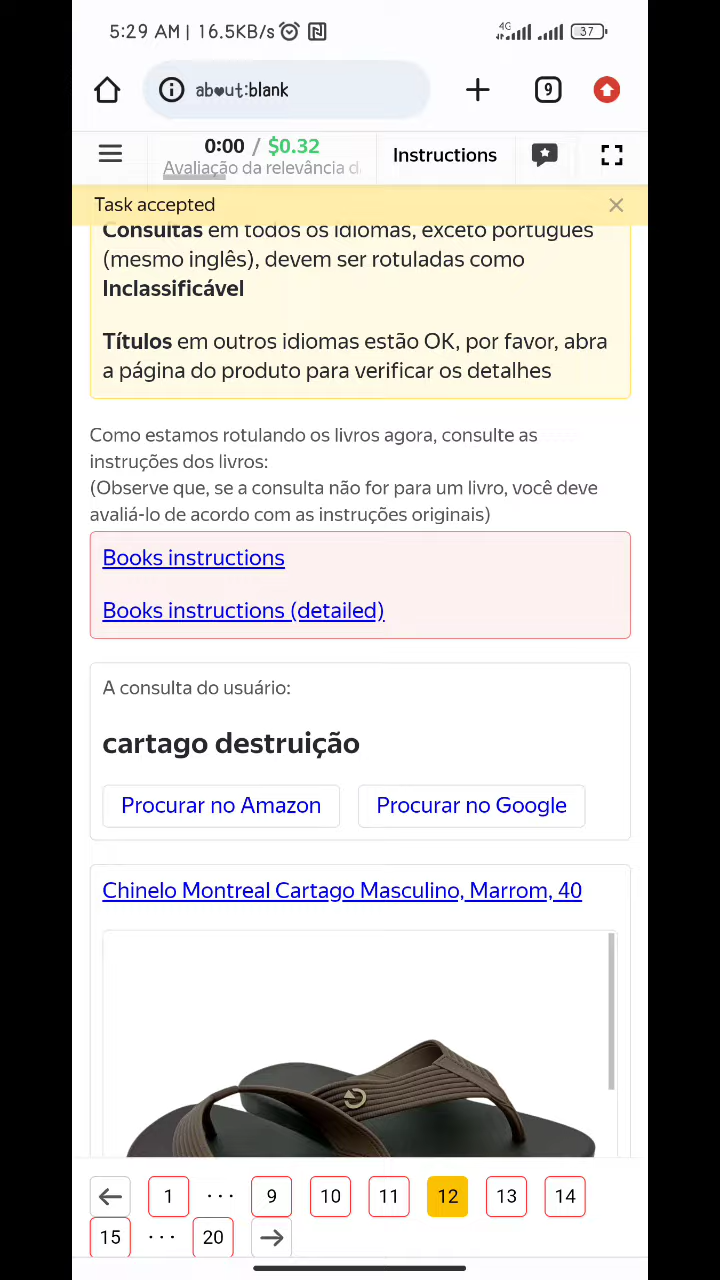 5:29 AM | 16.5KB/s
4G
37
about:blank
9
0:00 / $0.32
Instructions
Avaliação da relevância d
Task accepted
Consultas em todos os idiomas, exceto português
(mesmo inglês), devem ser rotuladas como
Inclassificável
Títulos em outros idiomas estão OK, por favor, abra
a página do produto para verificar os detalhes
Como estamos rotulando os livros agora, consulte as
instruções dos livros:
(Observe que, se a consulta não for para um livro, você deve
avaliá-lo de acordo com as instruções originais)
Books instructions
Books instructions (detailed)
A consulta do usuário:
cartago destruição
Procurar no Amazon
Procurar no Google
Chinelo Montreal Cartago Masculino, Marrom, 40
1 ... 9 10 11 12 13 14
15 ... 20